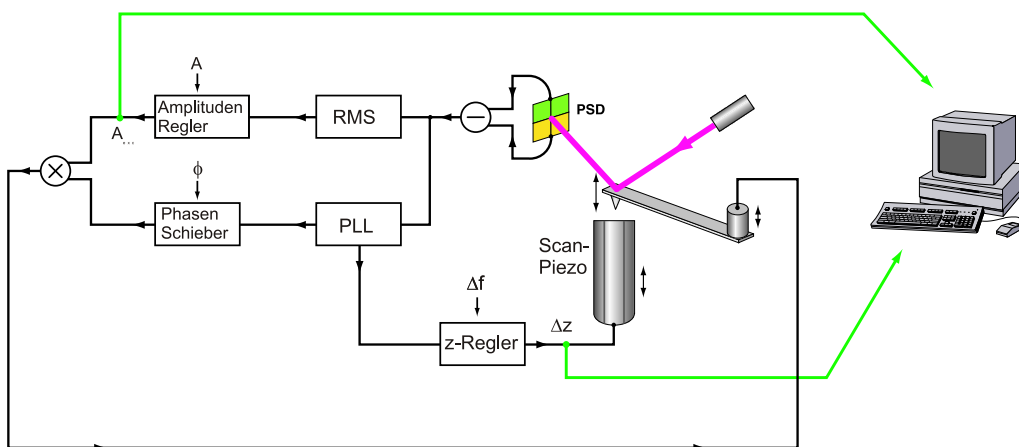 A
Amplituden
Regler
RMS
PSD
A...
ϕ
Phasen
Schieber
PLL
Scan-
Piezo
Δf
z-Regler
Δz